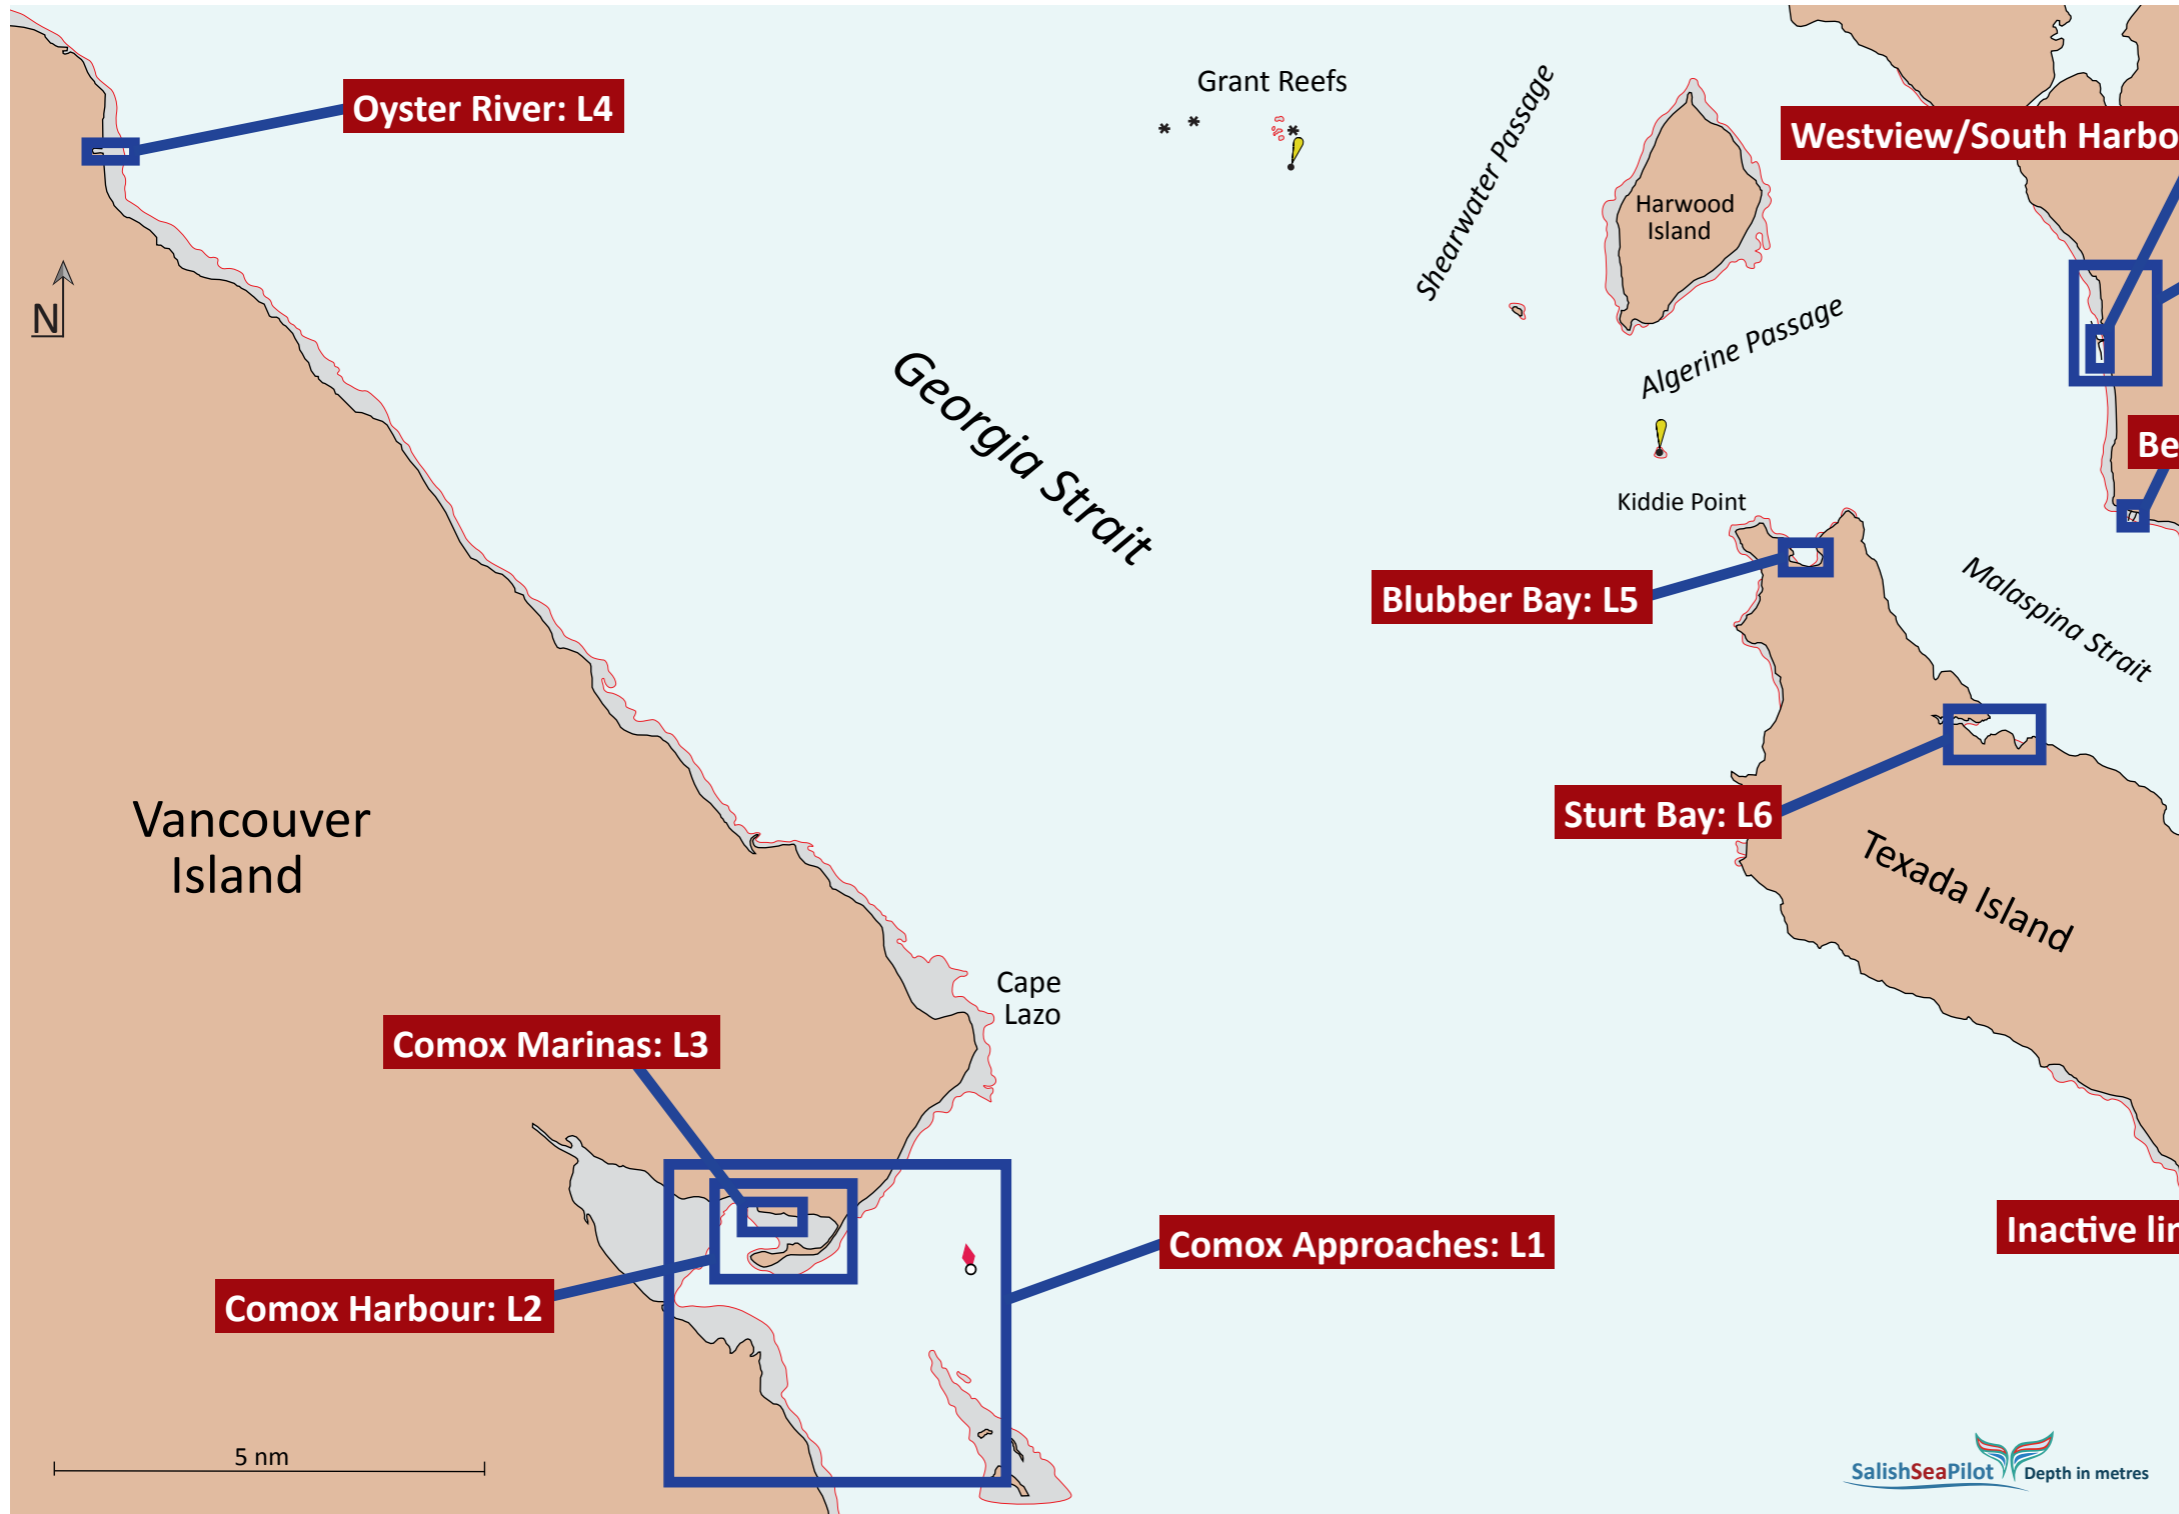 Grant Reefs
Oyster River: L4
Shearwater Passage
Westview/South Harbo
Harwood
Island
N
Algerine Passage
Georgia Strait
Be
Kiddie Point
Blubber Bay: L5
Malaspina Strait
Sturt Bay: L6
Vancouver
Island
Texada Island
Cape
Lazo
Comox Marinas: L3
Comox Approaches: L1
Inactive lin
Comox Harbour: L2
5 nm
SalishSeaPilot Depth in metres